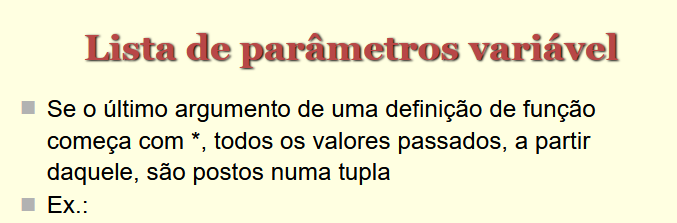 Lista de parâmetros variável
Se o último argumento de uma definição de função
começa com *, todos os valores passados, a partir
daquele, são postos numa tupla
Ex.: